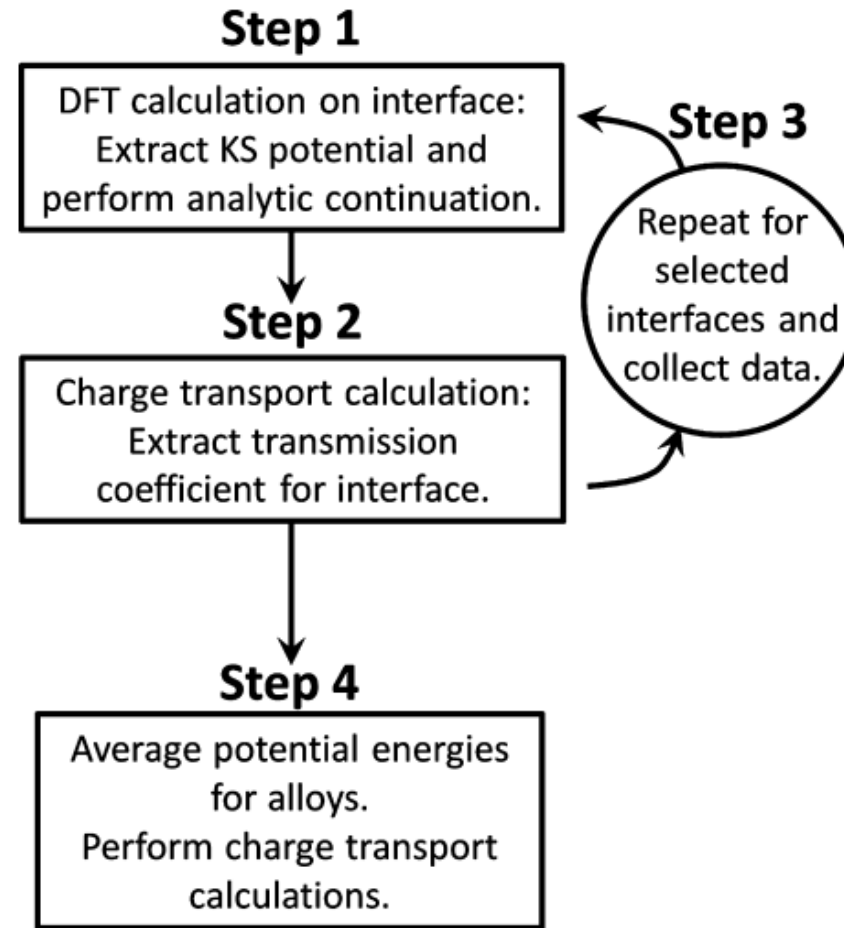 Step 1
DFT calculation on interface:
Extract KS potential and
perform analytic continuation.
Step 2
Charge transport calculation:
Extract transmission
coefficient for interface.
Step 3
Repeat for
selected
interfaces and
collect data.
Step 4
Average potential energies
for alloys.
Perform charge transport
calculations.